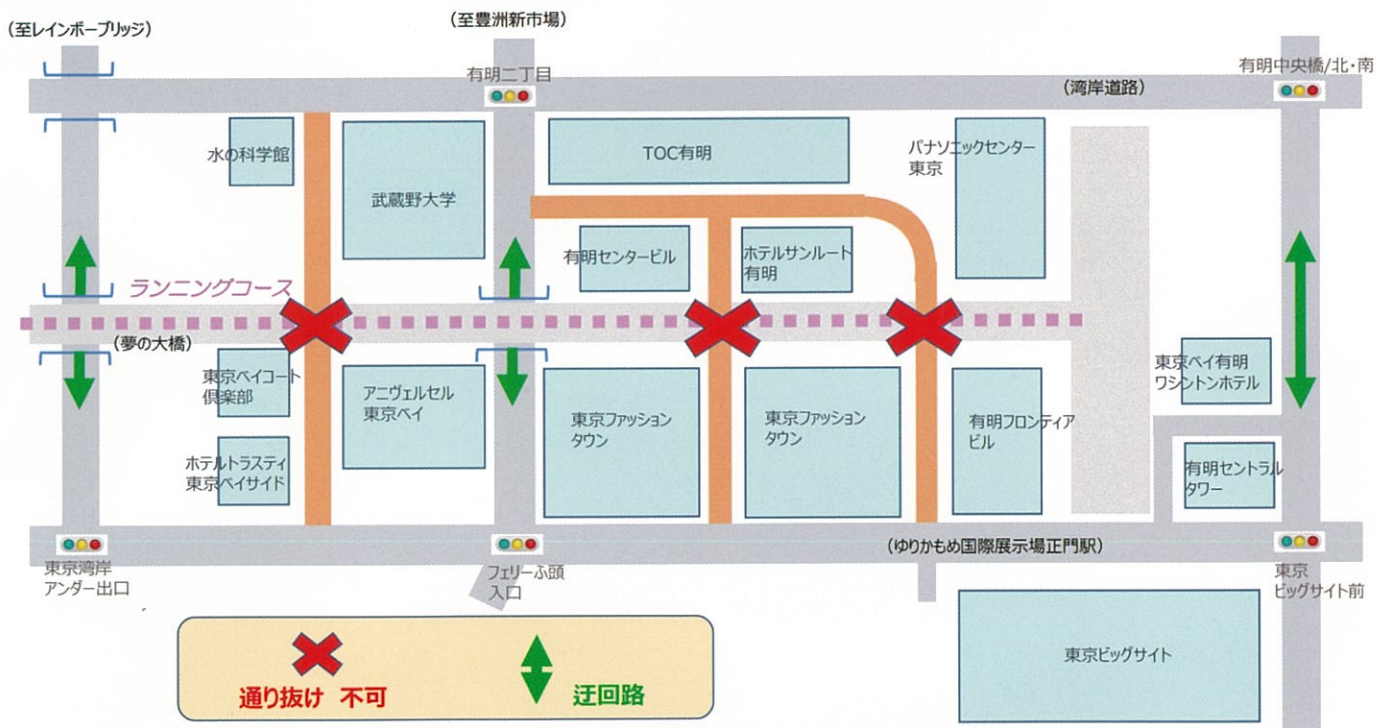 (至レインボーブリッジ)
(至豊洲新市場)
有明二丁目
有明中央橋/北・南
(湾岸道路)
水の科学館
武蔵野大学
TOC有明
パナソニックセンター
東京
有明センタービル
ホテルサンルート
有明
ランニングコース
(夢の大橋)
東京ベイコート
倶楽部
アニヴェルセル
東京ベイ
東京ファッション
タウン
東京ファッション
タウン
有明フロンティア
ビル
東京ベイ有明
ワシントンホテル
ホテルトラスティ
東京ベイサイド
有明セントラル
タワー
(ゆりかもめ国際展示場正門駅)
東京湾岸
アンダー出口
フェリーふ頭
入口
東京
ビッグサイト前
東京ビッグサイト
通り抜け 不可
迂回路